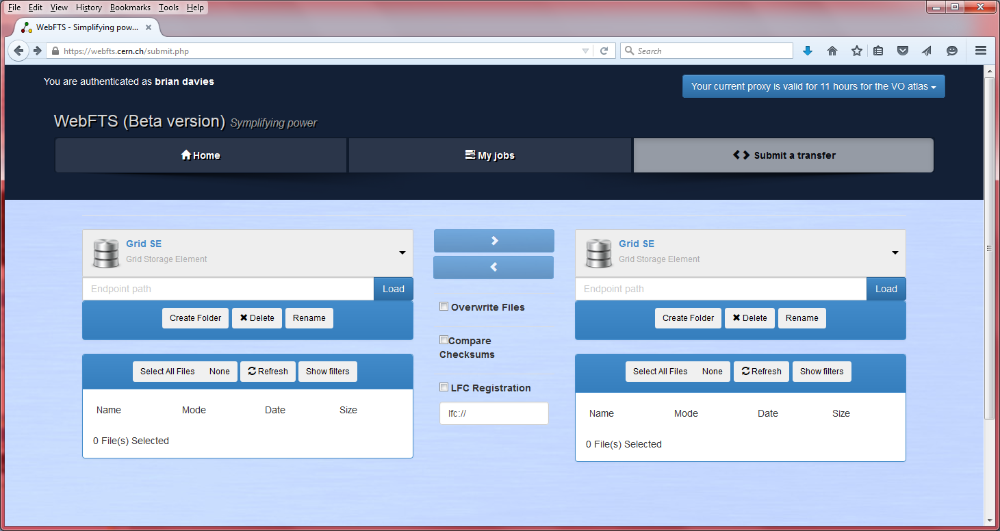 File Edit View History Bookmarks Tools Help
WebFTS - Simplifying pow...
https://webfts.cern.ch/submit.php
Search
You are authenticated as brian davies
Your current proxy is valid for 11 hours for the VO atlas
WebFTS (Beta version) Symplifying power
Home My jobs Submit a transfer
Grid SE
Grid Storage Element
Endpoint path Load
Create Folder Delete Rename
Select All Files None Refresh Show filters
Name Mode Date Size
0 File(s) Selected
Overwrite Files
Compare
Checksums
LFC Registration
lfc://
Grid SE
Grid Storage Element
Endpoint path Load
Create Folder Delete Rename
Select All Files None Refresh Show filters
Name Mode Date Size
0 File(s) Selected